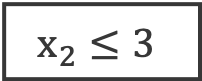 x₂ ≤ 3